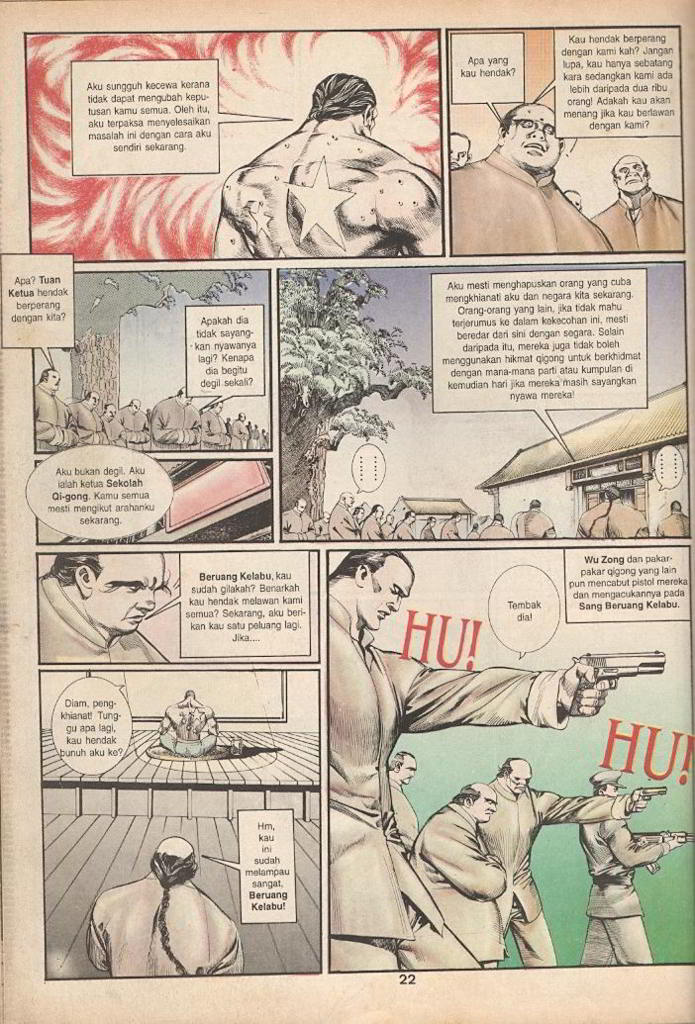 Aku sungguh kecewa kerana
tidak dapat mengubah kepu-
tusan kamu semua. Oleh itu,
aku terpaksa menyelesaikan
masalah ini dengan cara aku
sendiri sekarang.
Apa yang
kau hendak?
Kau hendak berperang
dengan kami kah? Jangan
lupa, kau hanya sebatang
kara sedangkan kami ada
lebih daripada dua ribu
orang! Adakah kau akan
menang jika kau berlawan
dengan kami?
Apa? Tuan
Ketua hendak
berperang
dengan kita?
Apakah dia
tidak sayang-
kan nyawanya
lagi? Kenapa
dia begitu
degil sekali?
Aku bukan degil. Aku
ialah ketua Sekolah
Qi-gong. Kamu semua
mesti mengikut arahanku
sekarang.
Aku mesti menghapuskan orang yang cuba
mengkhianati aku dan negara kita sekarang.
Orang-orang yang lain, jika tidak mahu
terjerumus ke dalam kekecohan ini, mesti
beredar dari sini dengan segera. Selain
daripada itu, mereka juga tidak boleh
menggunakan hikmat qigong untuk berkhidmat
dengan mana-mana parti atau kumpulan di
kemudian hari jika mereka masih sayangkan
nyawa mereka!
Beruang Kelabu, kau
sudah gilakah? Benarkah
kau hendak melawan kami
semua? Sekarang, aku beri-
kan kau satu peluang lagi.
Jika....
Diam, peng-
khianat! Tung-
gu apa lagi,
kau hendak
bunuh aku ke?
Hm,
kau
ini
sudah
melampau
sangat,
Beruang
Kelabu!
Wu Zong dan pakar-
pakar qigong yang lain
pun mencabut pistol mereka
dan mengacukannya pada
Sang Beruang Kelabu.
Tembak
dia!
HU!
HU!
22